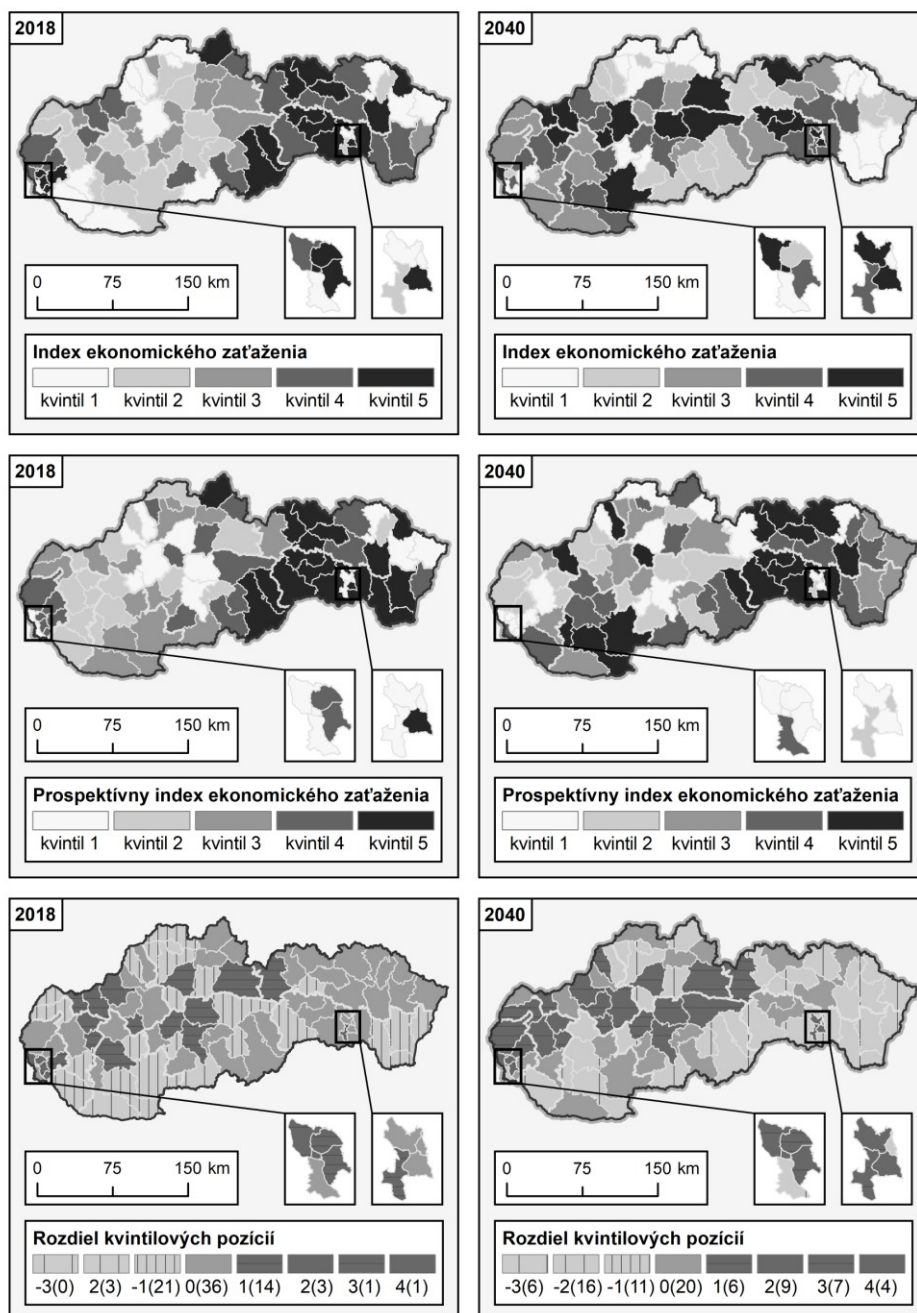 2018
0 75 150 km
Index ekonomického zaťaženia
kvintil 1 kvintil 2 kvintil 3 kvintil 4 kvintil 5
2040
0 75 150 km
Index ekonomického zaťaženia
kvintil 1 kvintil 2 kvintil 3 kvintil 4 kvintil 5
2018
0 75 150 km
Prospektívny index ekonomického zaťaženia
kvintil 1 kvintil 2 kvintil 3 kvintil 4 kvintil 5
2040
0 75 150 km
Prospektívny index ekonomického zaťaženia
kvintil 1 kvintil 2 kvintil 3 kvintil 4 kvintil 5
2018
0 75 150 km
Rozdiel kvintilových pozícií
-3(0) 2(3) -1(21) 0(36) 1(14) 2(3) 3(1) 4(1)
2040
0 75 150 km
Rozdiel kvintilových pozícií
-3(6) -2(16) -1(11) 0(20) 1(6) 2(9) 3(7) 4(4)